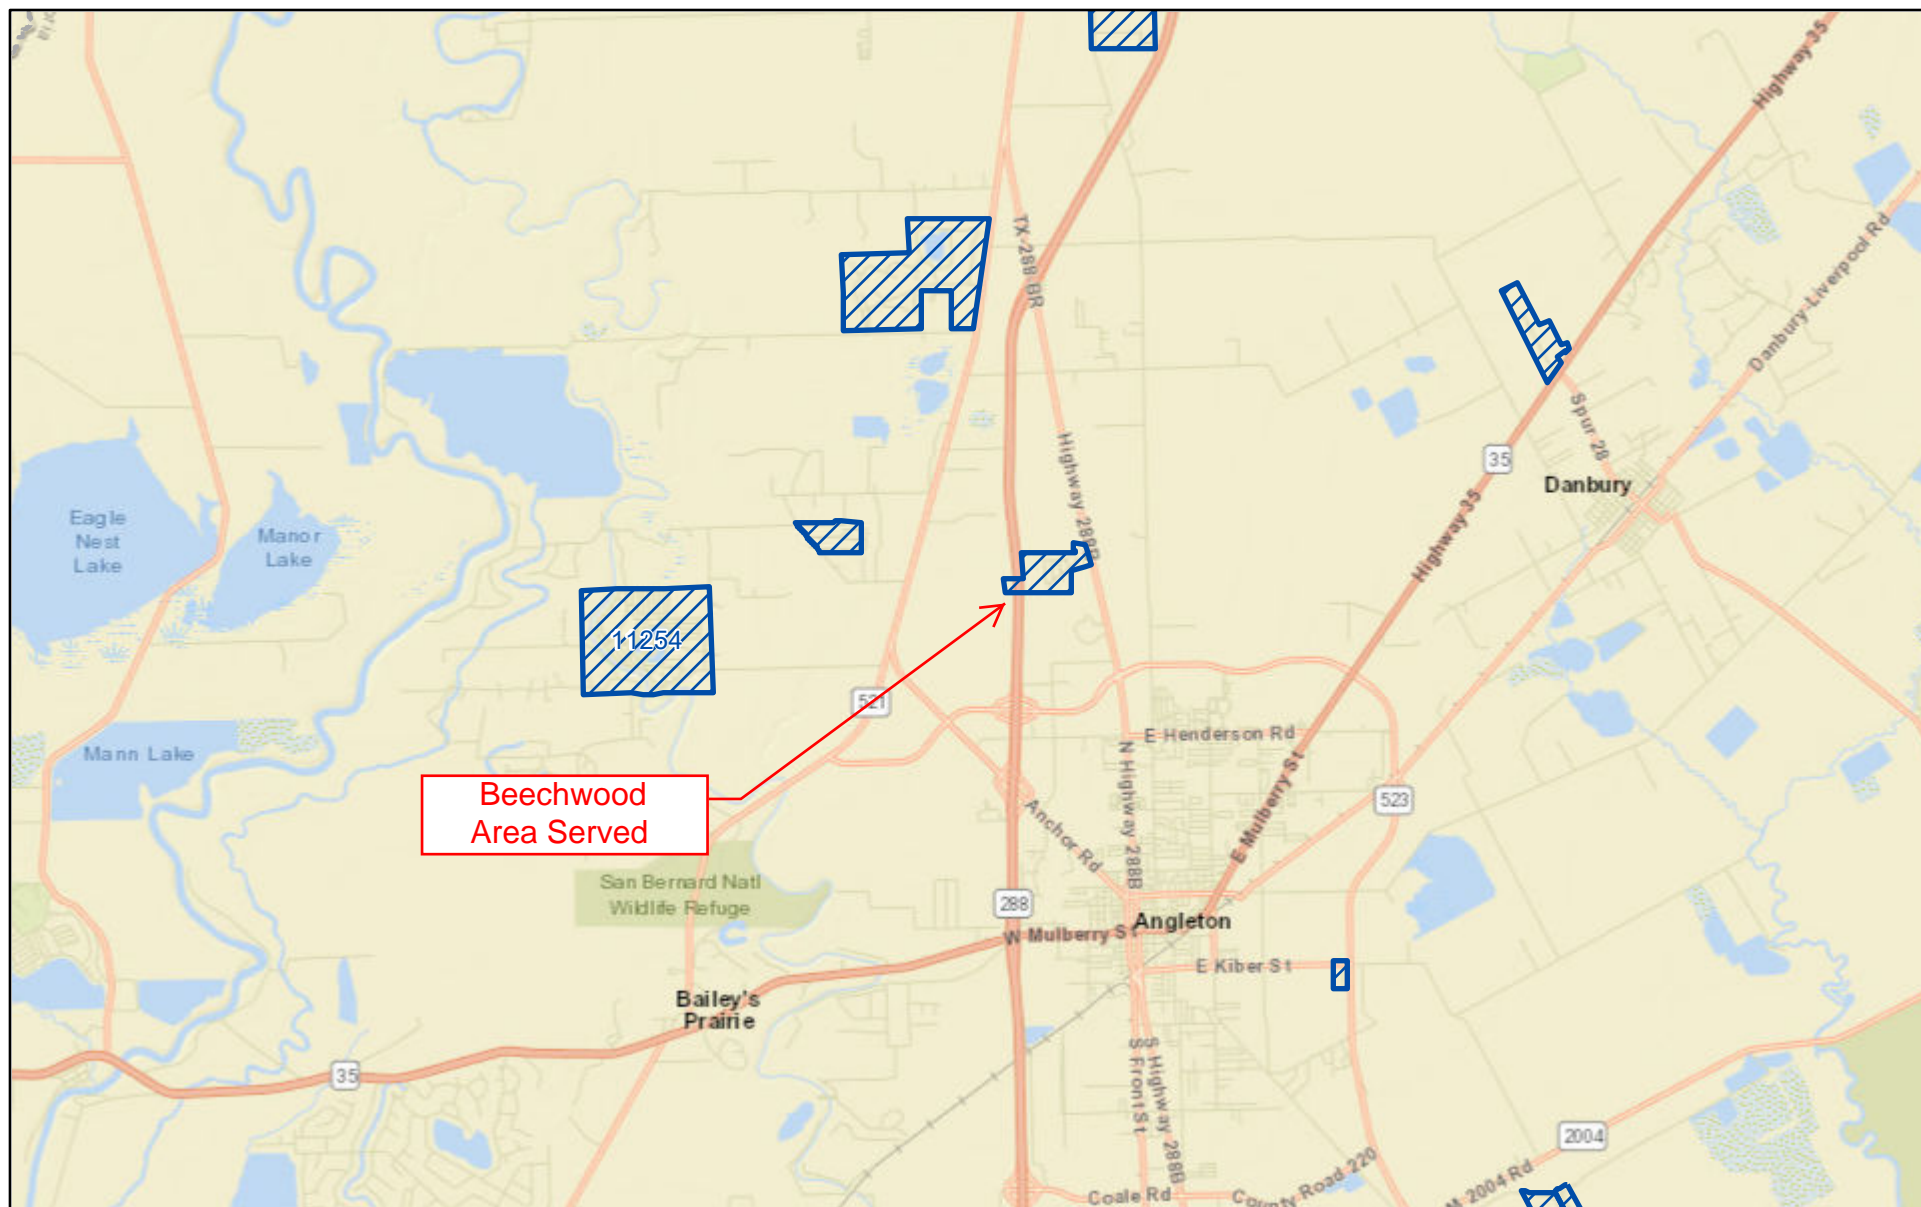 Highway 35
TX-288 BR
Danbury-Liverpool Rd
Spur 28
Highway 288B
35
Danbury
Highway 35
Eagle
Nest
Lake
Manor
Lake
11254
521
Mann Lake
E Henderson Rd
N Highway 288B
E Mulberry St
523
Beechwood
Area Served
Anchor Rd
San Bernard Natl
Wildlife Refuge
288
Angleton
W Mulberry St
E Kiber St
Bailey's
Prairie
35
S Front St
S Highway 288B
2004
Coale Rd
County Road 220
M 2004 Rd